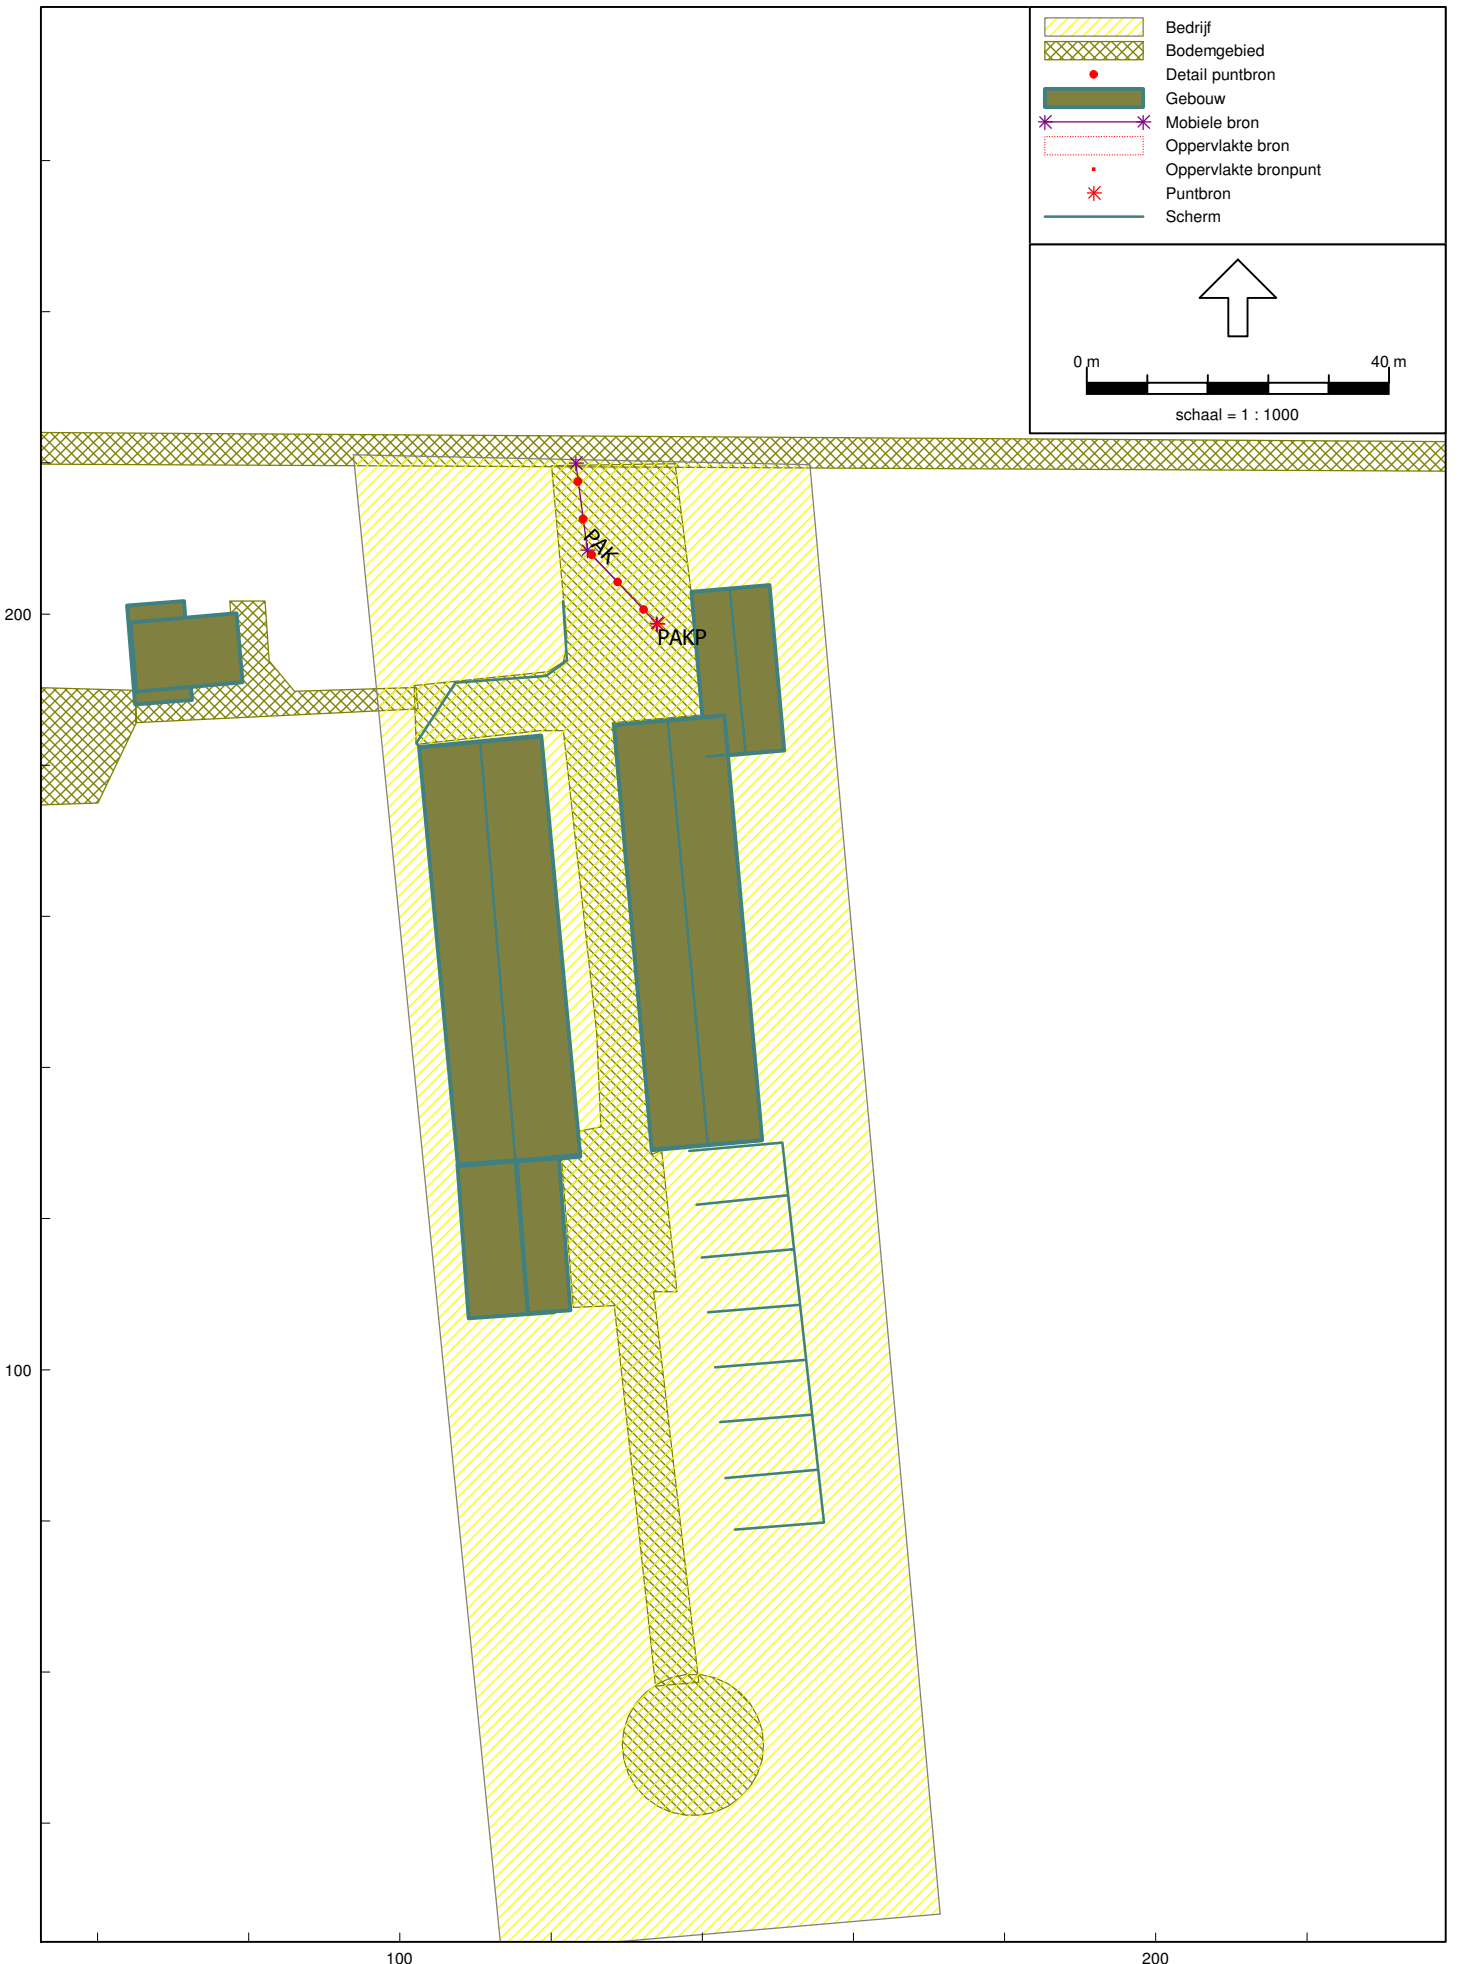 Bedrijf
Bodemgebied
Detail puntbron
Gebouw
Mobiele bron
Oppervlakte bron
Oppervlakte bronpunt
Puntbron
Scherm
0 m 40 m
schaal = 1 : 1000
PAK
200
PAKP
100
100 200